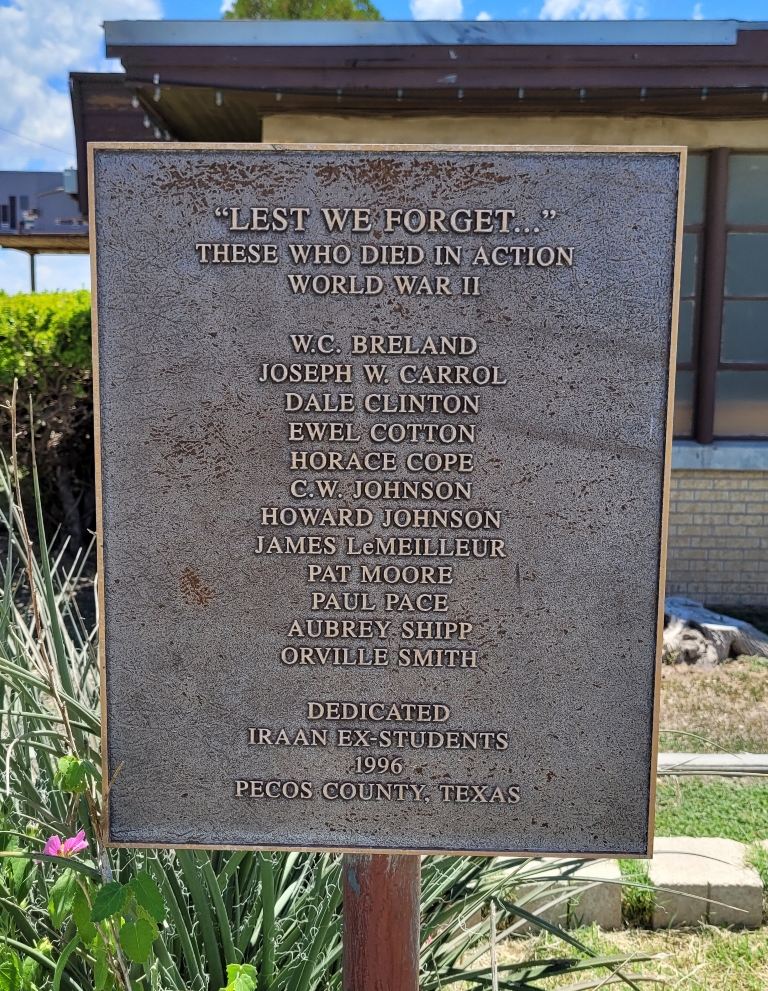 “LEST WE FORGET...”
THESE WHO DIED IN ACTION
WORLD WAR II
W.C. BRELAND
JOSEPH W. CARROL
DALE CLINTON
EWEL COTTON
HORACE COPE
C.W. JOHNSON
HOWARD JOHNSON
JAMES LeMEILLEUR
PAT MOORE
PAUL PACE
AUBREY SHIPP
ORVILLE SMITH
DEDICATED
IRAAN EX-STUDENTS
1996
PECOS COUNTY, TEXAS